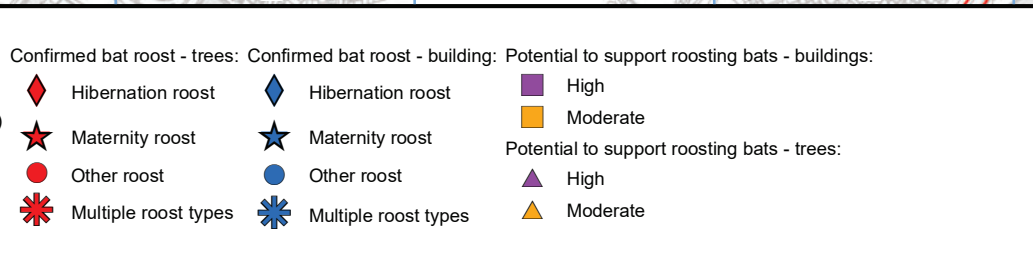 Confirmed bat roost - trees:
Hibernation roost
Maternity roost
Other roost
Multiple roost types
Confirmed bat roost - building:
Hibernation roost
Maternity roost
Other roost
Multiple roost types
Potential to support roosting bats - buildings:
High
Moderate
Potential to support roosting bats - trees:
High
Moderate